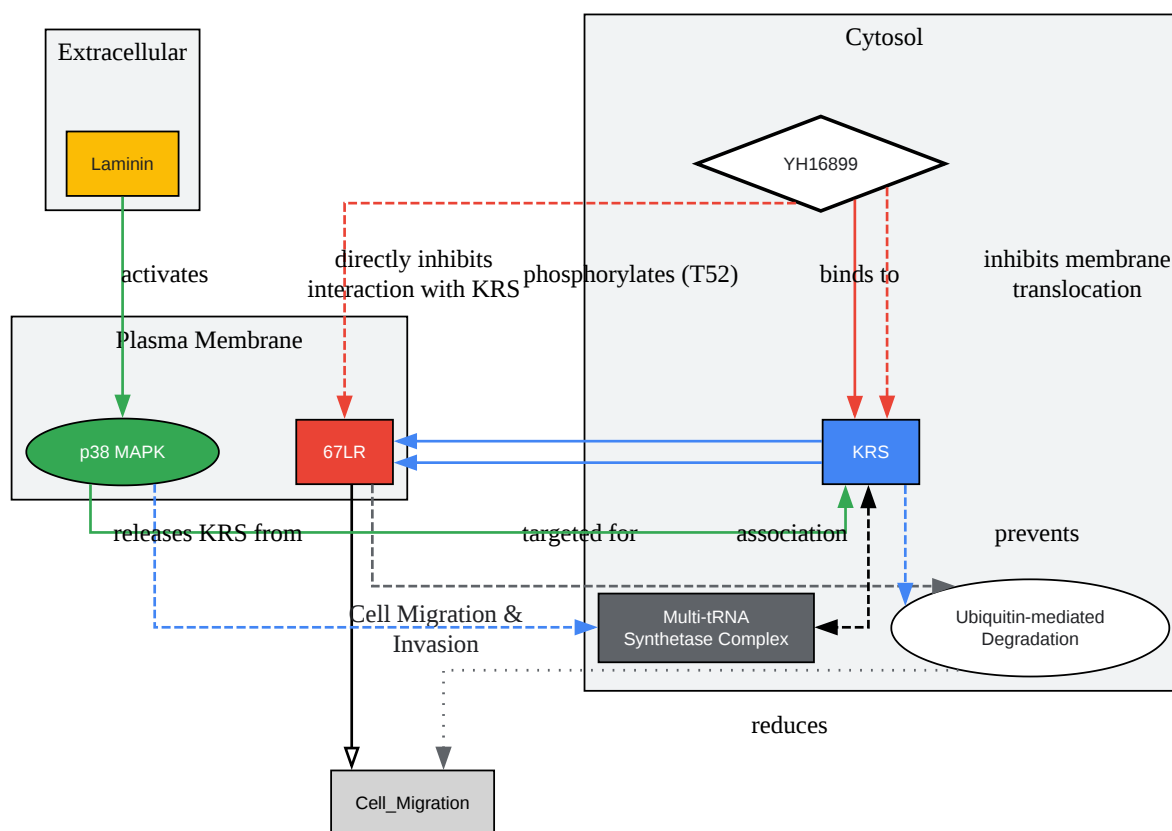 Extracellular
Cytosol
Laminin
YH16899
activates
directly inhibits
interaction with KRS
phosphorylates (T52)
binds to
inhibits membrane
translocation
Plasma Membrane
p38 MAPK
67LR
KRS
releases KRS from
targeted for
association
prevents
Cell Migration &
Invasion
Multi-tRNA
Synthetase Complex
Ubiquitin-mediated
Degradation
reduces
Cell_Migration